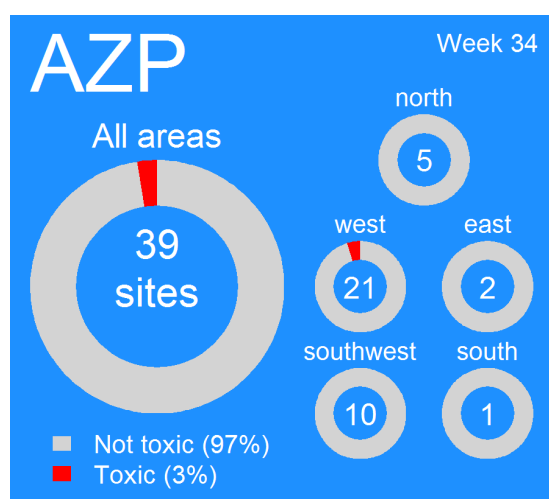 AZP
Week 34
All areas
39
sites
north
5
west
21
east
2
southwest
10
south
1
Not toxic (97%)
Toxic (3%)